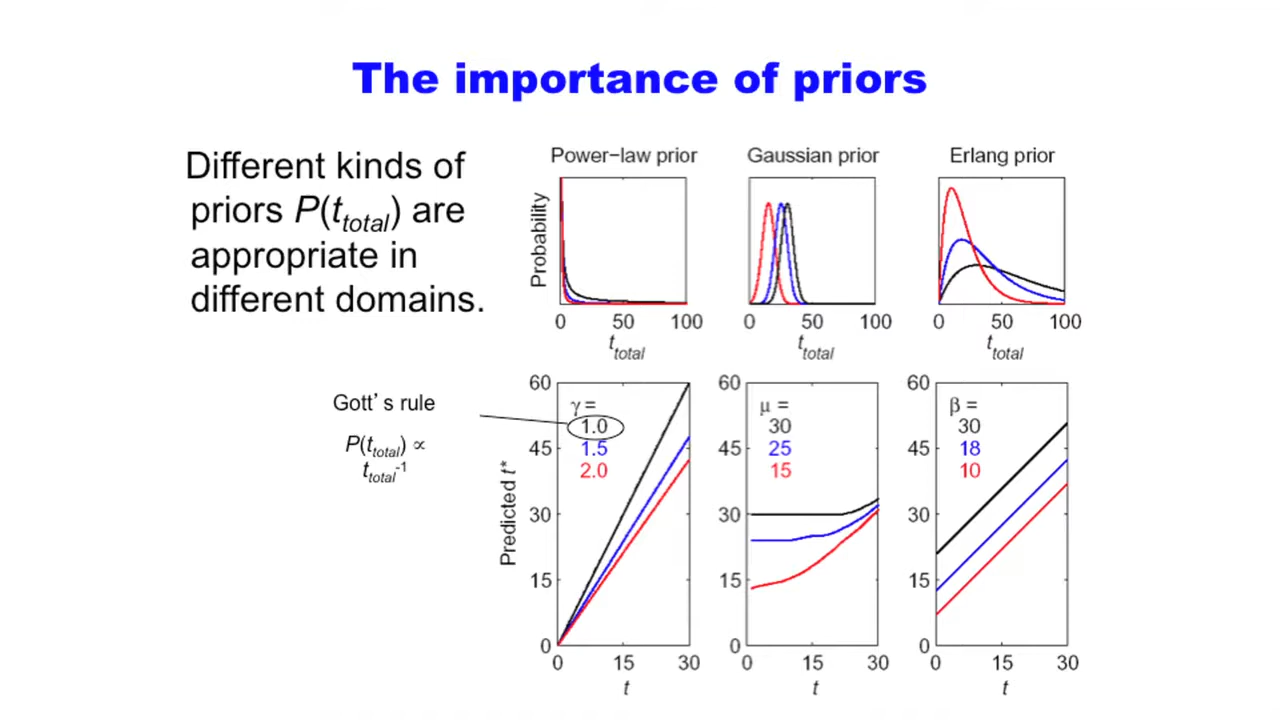 The importance of priors
Different kinds of
priors P(t_total) are
appropriate in
different domains.
Gott's rule
P(t_total) ∝
t_total^-1
Power-law prior
Probability
0 50 100
t_total
Gaussian prior
0 50 100
t_total
Erlang prior
0 50 100
t_total
Predicted t*
60
45
30
15
0
γ =
1.0
1.5
2.0
0 15 30
t
60
45
30
15
0
μ =
30
25
15
0 15 30
t
60
45
30
15
0
β =
30
18
10
0 15 30
t